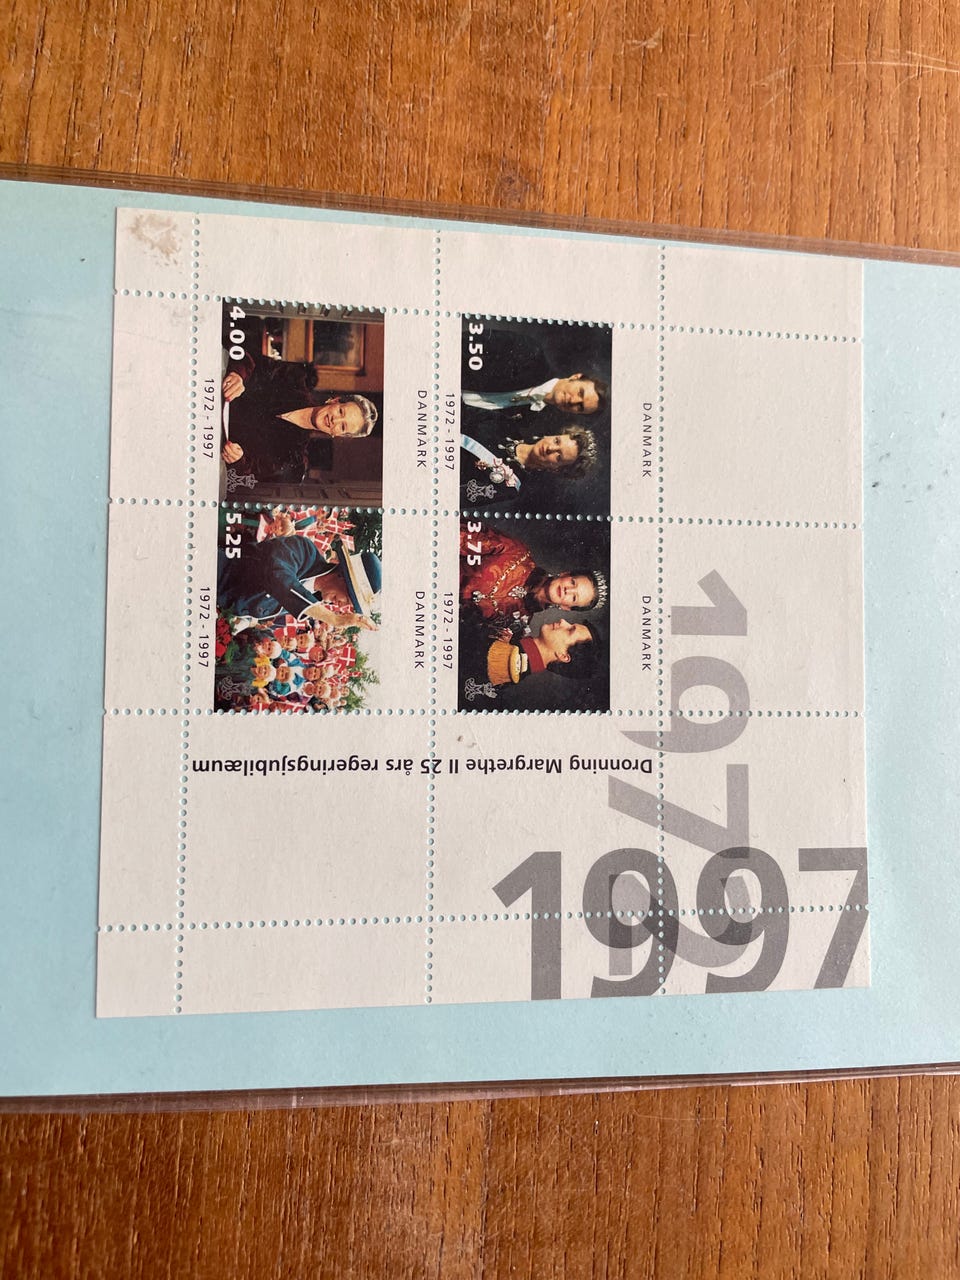 DANMARK
3.50
1972 - 1997
DANMARK
3.75
1972 - 1997
DANMARK
4.00
1972 - 1997
DANMARK
5.25
1972 - 1997
Dronning Margrethe II 25 års regeringsjubilæum
1972
1997